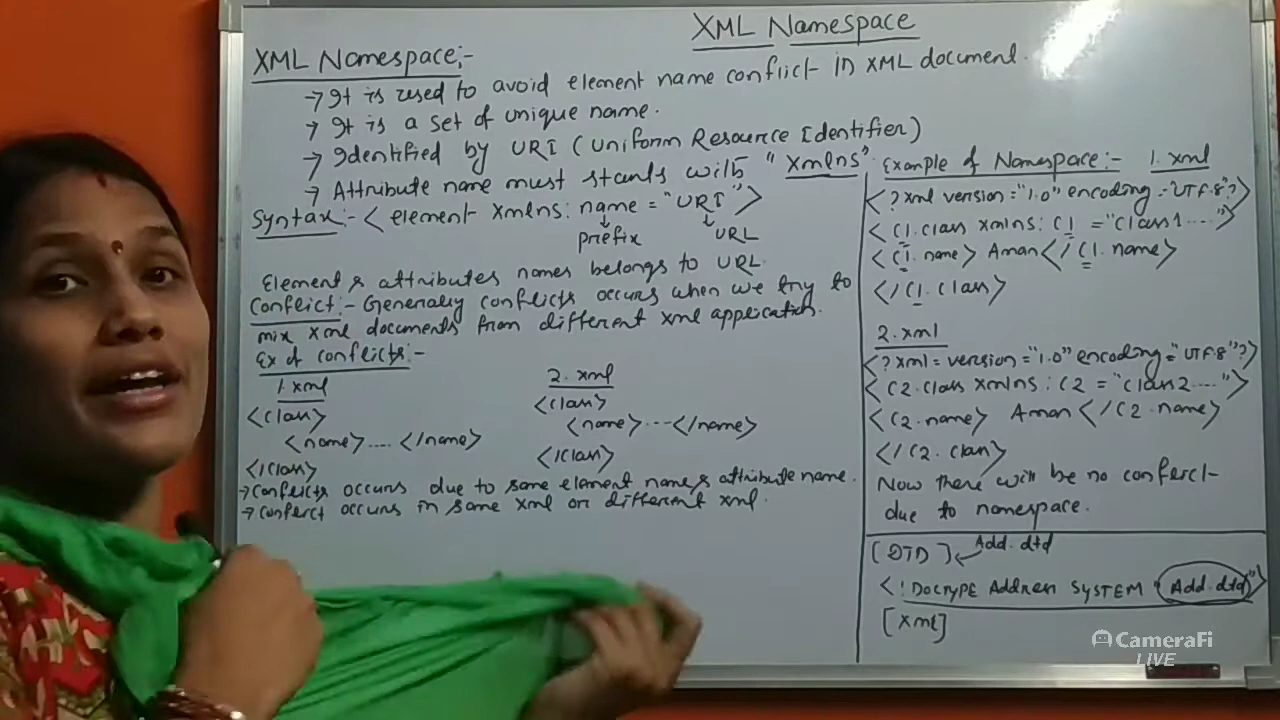 XML Namespace
XML Namespace:-
→ It is used to avoid element name conflict in XML document.
→ It is a set of unique name.
→ Identified by URI (Uniform Resource Identifier)
→ Attribute name must starts with "xmlns"
Syntax:- < element xmlns: name = "URI">
prefix URL
Element & attributes names belongs to URL.
Conflict:- Generally conflicts occurs when we try to
mix xml documents from different xml application.
Ex of conflicts:-
1. xml
<class>
<name>.... </name>
</class>
2. xml
<class>
<name>---</name>
</class>
→ conflicts occurs due to same element name & attribute name.
→ conflict occurs in same xml or different xml.
Example of Namespace:- 1. xml
<?xml version="1.0" encoding="UTF.8"?>
< C1.class xmlns: C1 = "Class1....">
<C1. name> Aman</C1. name>
</C1. class>
2. xml
<?xml = version="1.0" encoding="UTF.8"?>
< C2.class xmlns: C2 = "Class2....">
<C2.name> Aman </C2. name>
</C2. class>
Now there will be no conflict
due to namespace.
[DTD] Add.dtd
<! DOCTYPE Address SYSTEM "Add.dtd">
[xml]
CameraFi
LIVE